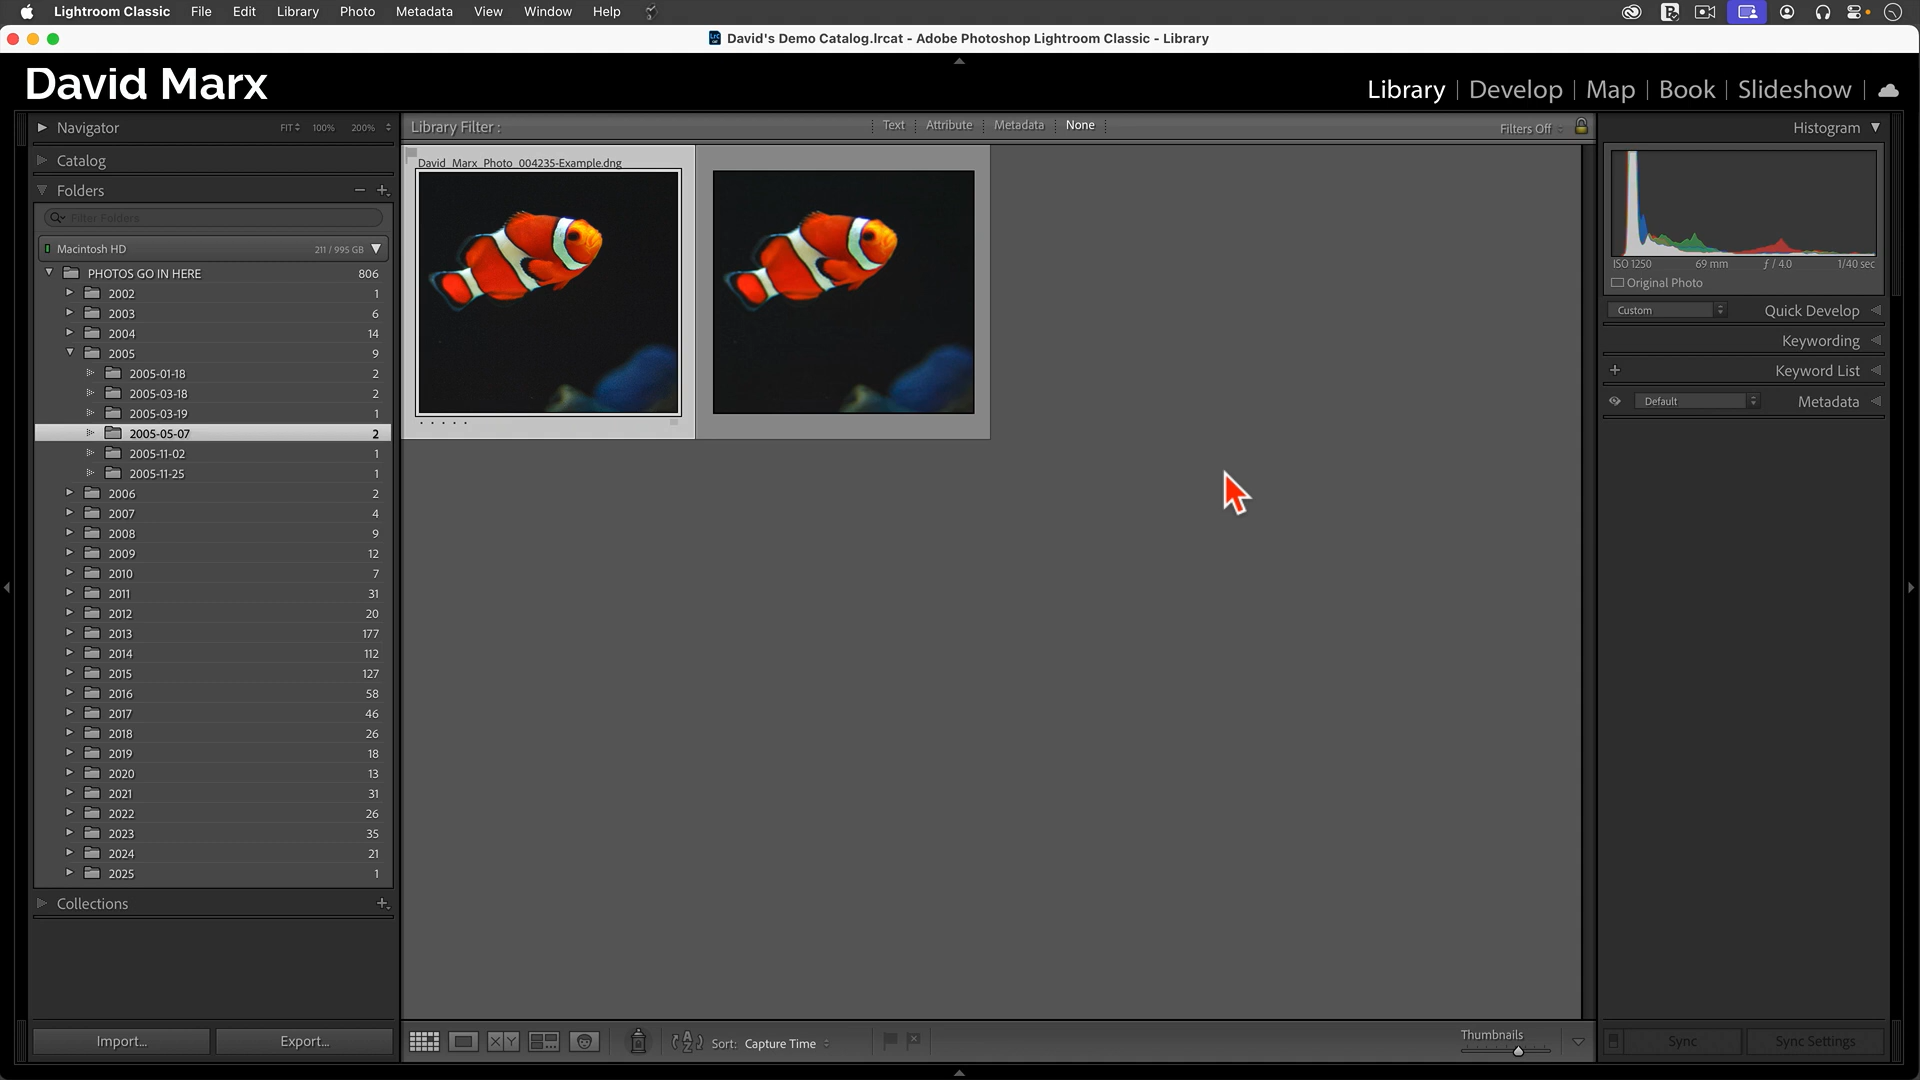 Lightroom Classic File Edit Library Photo Metadata View Window Help
David's Demo Catalog.lrcat - Adobe Photoshop Lightroom Classic - Library
David Marx
Library | Develop | Map | Book | Slideshow |
Navigator FIT 100% 200%
Catalog
Folders
Filter Folders
Macintosh HD 211 / 995 GB
PHOTOS GO IN HERE 806
2002 1
2003 6
2004 14
2005 9
2005-01-18 2
2005-03-18 2
2005-03-19 1
2005-05-07 2
2005-11-02 1
2005-11-25 1
2006 2
2007 4
2008 9
2009 12
2010 7
2011 31
2012 20
2013 177
2014 112
2015 127
2016 58
2017 46
2018 26
2019 18
2020 13
2021 31
2022 26
2023 35
2024 21
2025 1
Collections
Import... Export...
Library Filter : Text Attribute Metadata None Filters Off
David_Marx_Photo_004235-Example.dng
Sort: Capture Time
Thumbnails
Histogram
ISO 1250 69 mm ƒ / 4.0 1/40 sec
Original Photo
Custom Quick Develop
Keywording
Keyword List
Default Metadata
Sync Sync Settings